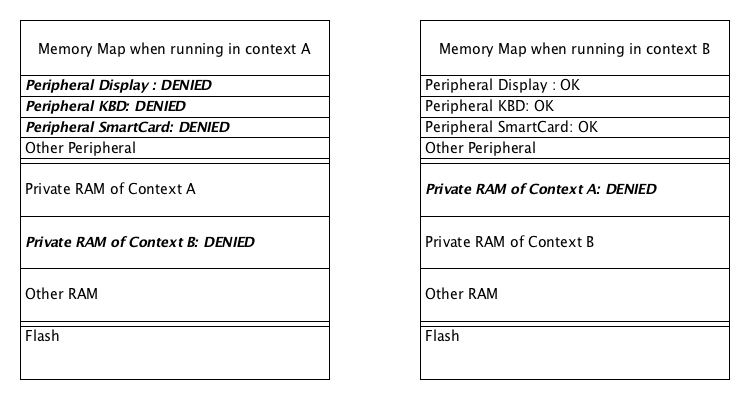 Memory Map when running in context A
Peripheral Display : DENIED
Peripheral KBD: DENIED
Peripheral SmartCard: DENIED
Other Peripheral
Private RAM of Context A
Private RAM of Context B: DENIED
Other RAM
Flash
Memory Map when running in context B
Peripheral Display : OK
Peripheral KBD: OK
Peripheral SmartCard: OK
Other Peripheral
Private RAM of Context A: DENIED
Private RAM of Context B
Other RAM
Flash